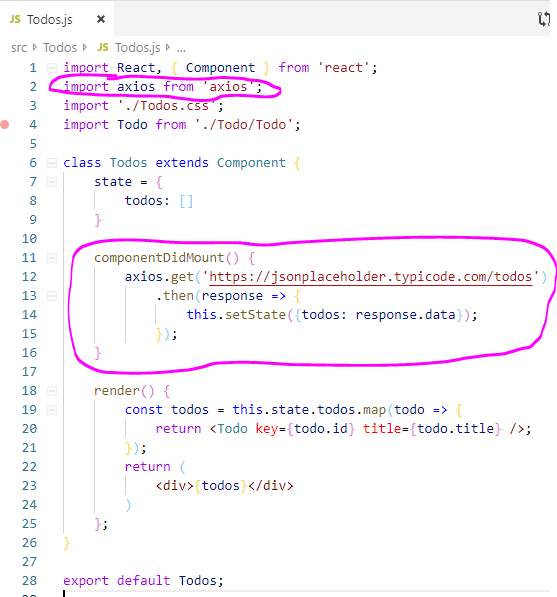 JS Todos.js ×
src > Todos > JS Todos.js > ...
1 import React, { Component } from 'react';
2 import axios from 'axios';
3 import './Todos.css';
4 import Todo from './Todo/Todo';
5
6 class Todos extends Component {
7 state = {
8 todos: []
9 }
10
11 componentDidMount() {
12 axios.get('https://jsonplaceholder.typicode.com/todos')
13 .then(response => {
14 this.setState({todos: response.data});
15 });
16 }
17
18 render() {
19 const todos = this.state.todos.map(todo => {
20 return <Todo key={todo.id} title={todo.title} />;
21 });
22 return (
23 <div>{todos}</div>
24 )
25 };
26 }
27
28 export default Todos;